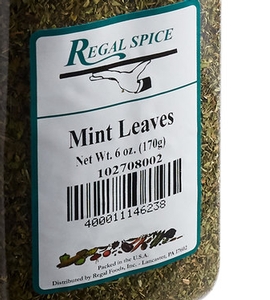 REGAL SPICE
Mint Leaves
Net Wt. 6 oz. (170g)
102708002
400011146238
Packed in the U.S.A.
Distributed by Regal Foods, Inc. - Lancaster, PA 17602